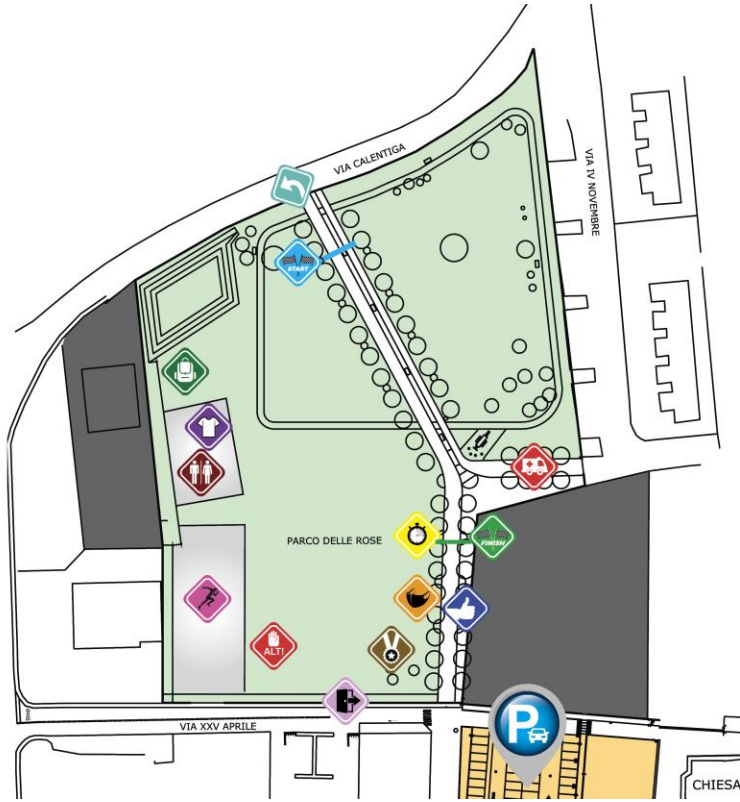 VIA CALENTIGA
VIA IV NOVEMBRE
START
PARCO DELLE ROSE
FINISH
ALT!
VIA XXV APRILE
P
CHIESA